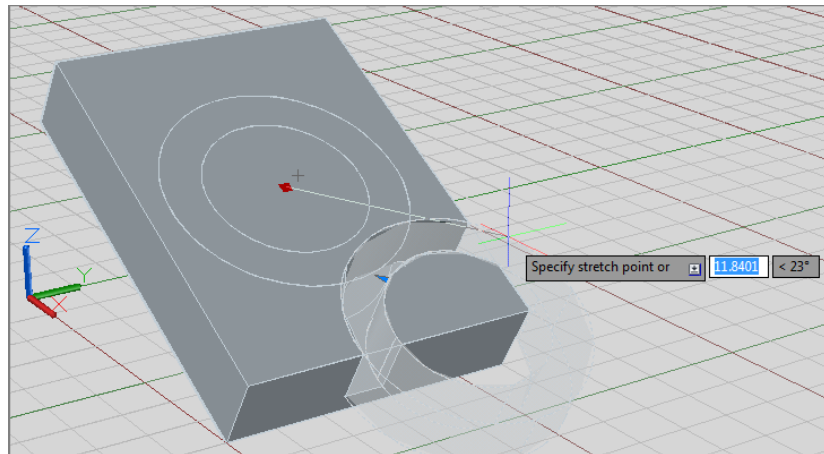 Z
Y
X
Specify stretch point or 11.8401 < 23°